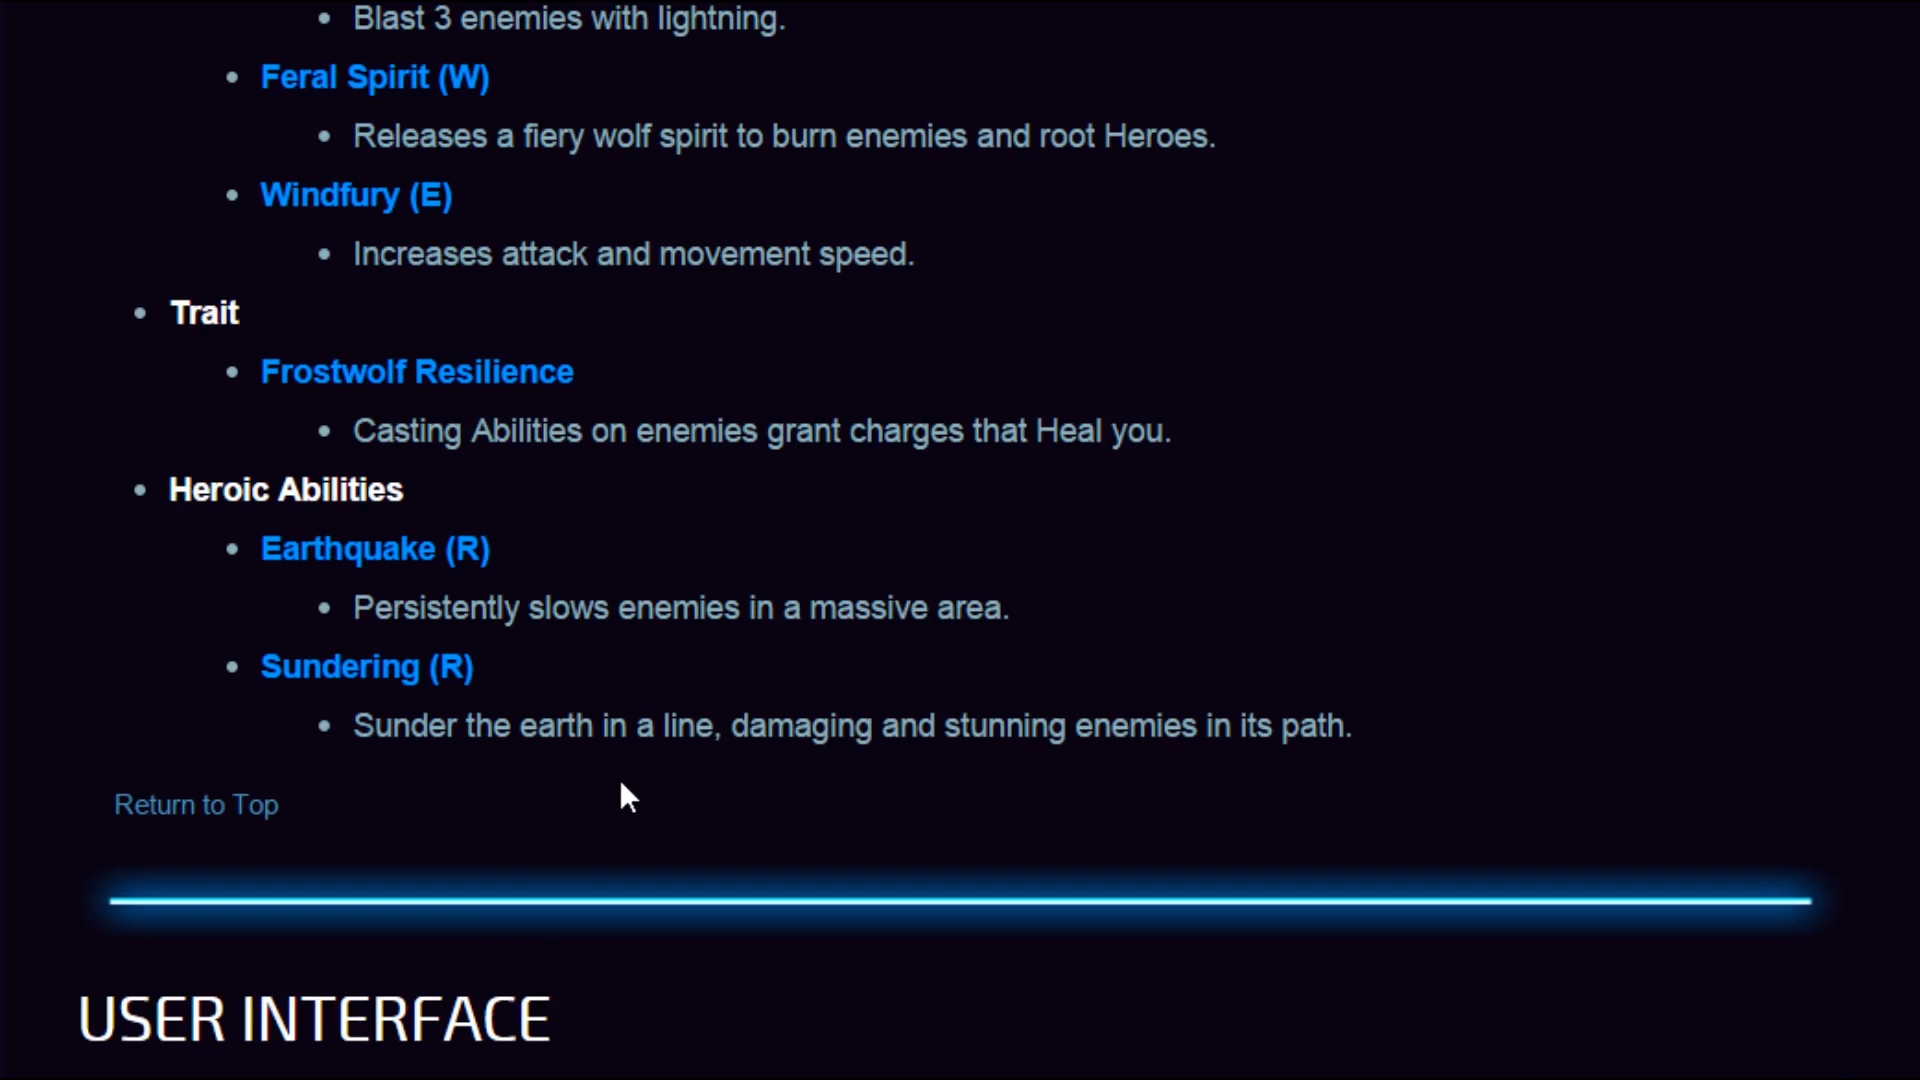 Blast 3 enemies with lightning.
Feral Spirit (W)
Releases a fiery wolf spirit to burn enemies and root Heroes.
Windfury (E)
Increases attack and movement speed.
Trait
Frostwolf Resilience
Casting Abilities on enemies grant charges that Heal you.
Heroic Abilities
Earthquake (R)
Persistently slows enemies in a massive area.
Sundering (R)
Sunder the earth in a line, damaging and stunning enemies in its path.
Return to Top
USER INTERFACE